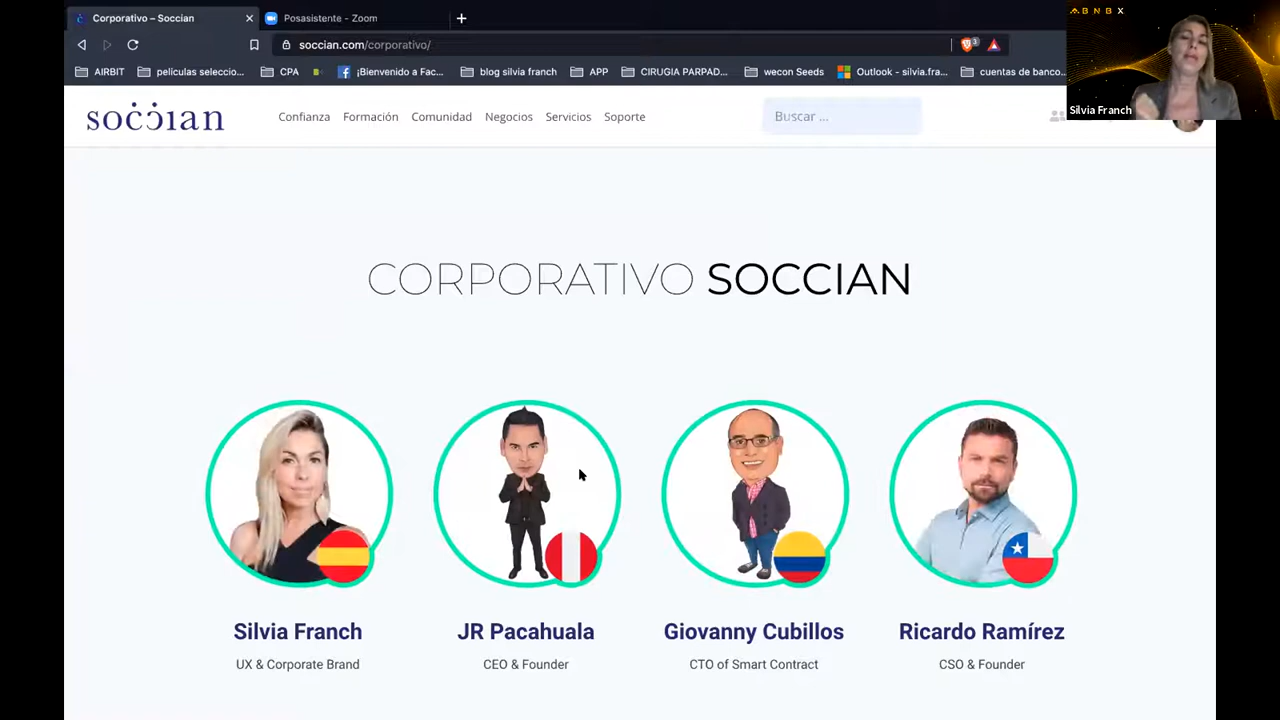 Corporativo – Soccian
Posasistente - Zoom
soccian.com/corporativo/
3
AIRBIT
películas seleccio...
CPA
¡Bienvenido a Fac...
blog silvia franch
APP
CIRUGIA PARPAD...
wecon Seeds
Outlook - silvia.fra...
cuentas de banco...
ABNBX
Silvia Franch
soccian
Confianza
Formación
Comunidad
Negocios
Servicios
Soporte
Buscar ...
CORPORATIVO SOCCIAN
Silvia Franch
JR Pacahuala
Giovanny Cubillos
Ricardo Ramírez
UX & Corporate Brand
CEO & Founder
CTO of Smart Contract
CSO & Founder